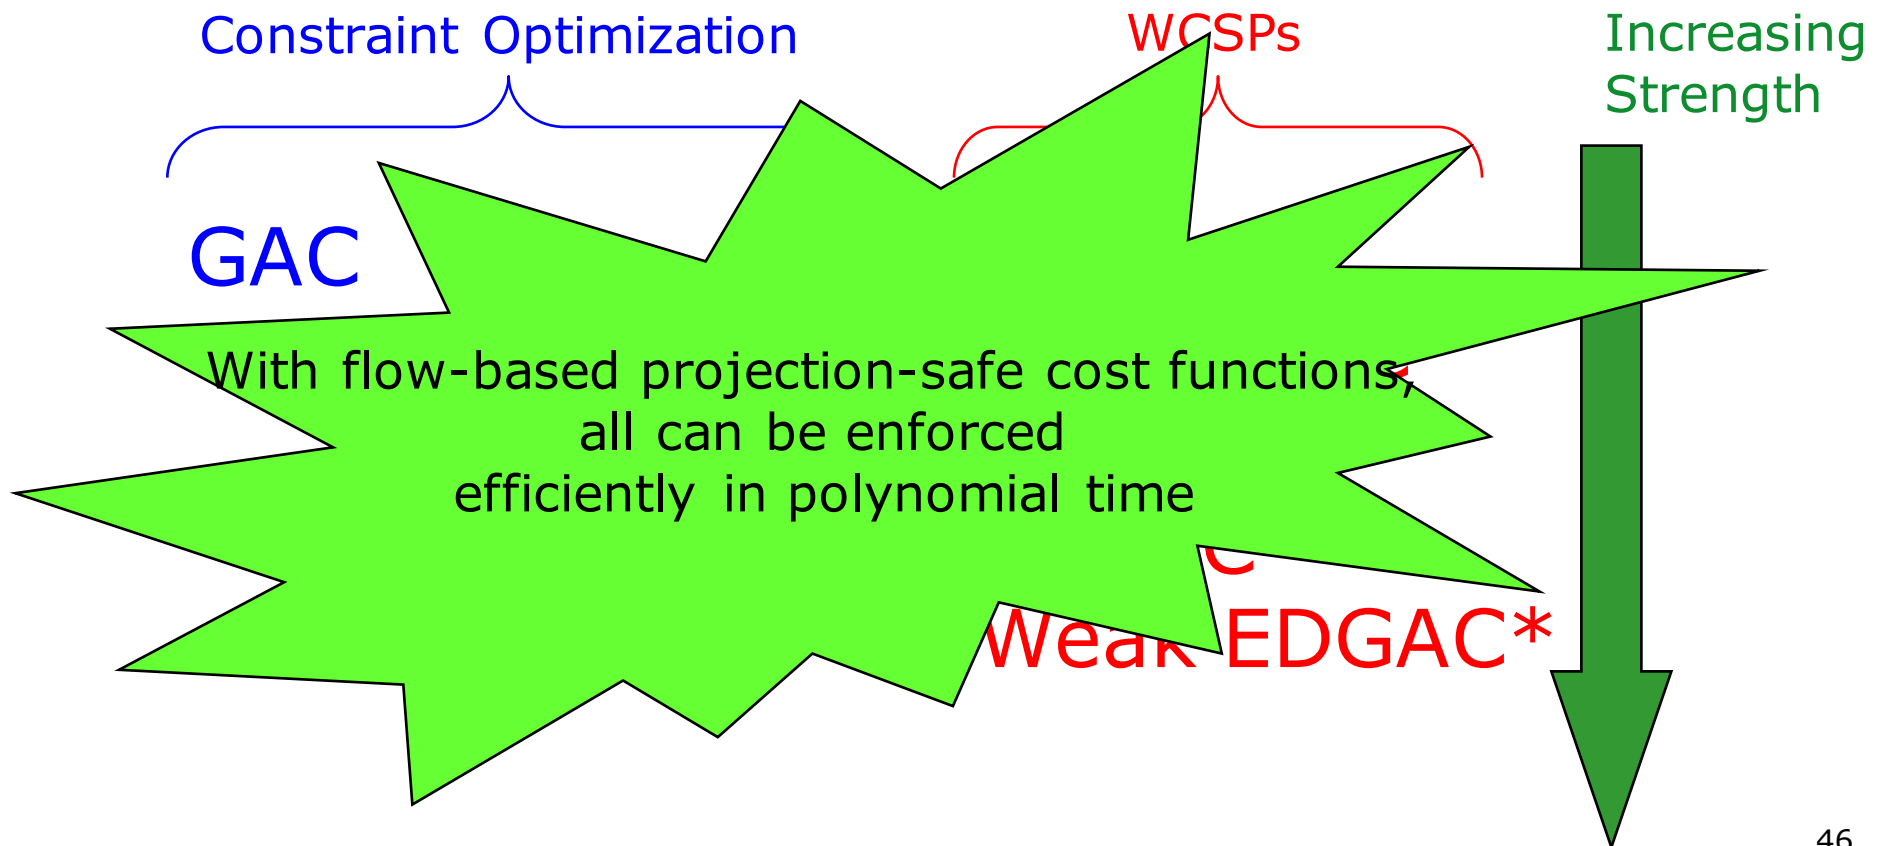 Constraint Optimization
WCSPs
Increasing
Strength
GAC
With flow-based projection-safe cost functions,
all can be enforced
efficiently in polynomial time
Weak EDGAC*
46